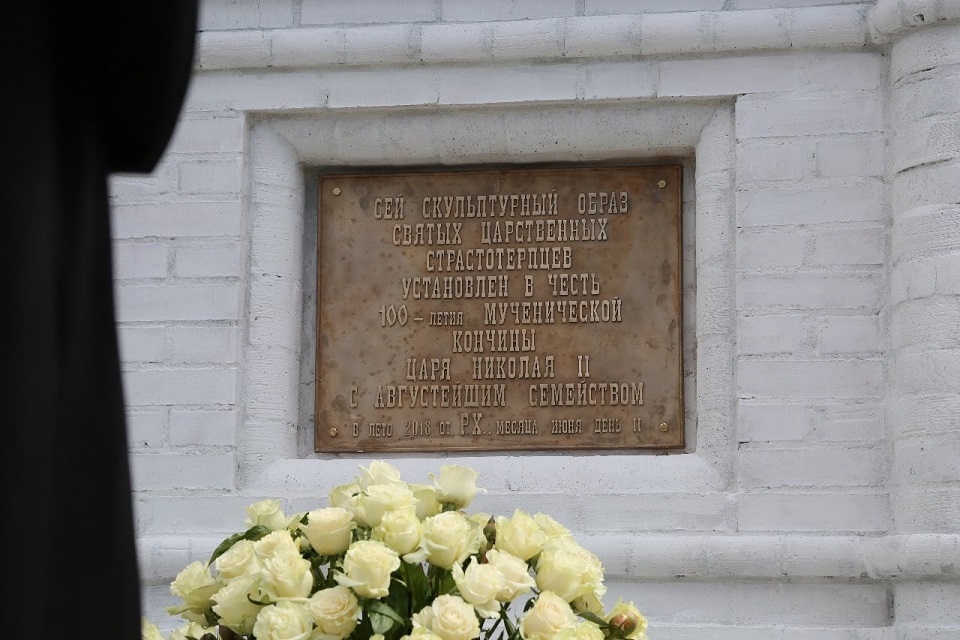 СЕЙ СКУЛЬПТУРНЫЙ ОБРАЗ
СВЯТЫХ ЦАРСТВЕННЫХ
СТРАСТОТЕРПЦЕВ
УСТАНОВЛЕН В ЧЕСТЬ
100 – ЛЕТИЯ МУЧЕНИЧЕСКОЙ
КОНЧИНЫ
ЦАРЯ НИКОЛАЯ II
С АВГУСТЕЙШИМ СЕМЕЙСТВОМ
В ЛЕТО 2018 ОТ РХ., МЕСЯЦА ИЮНЯ ДЕНЬ 11